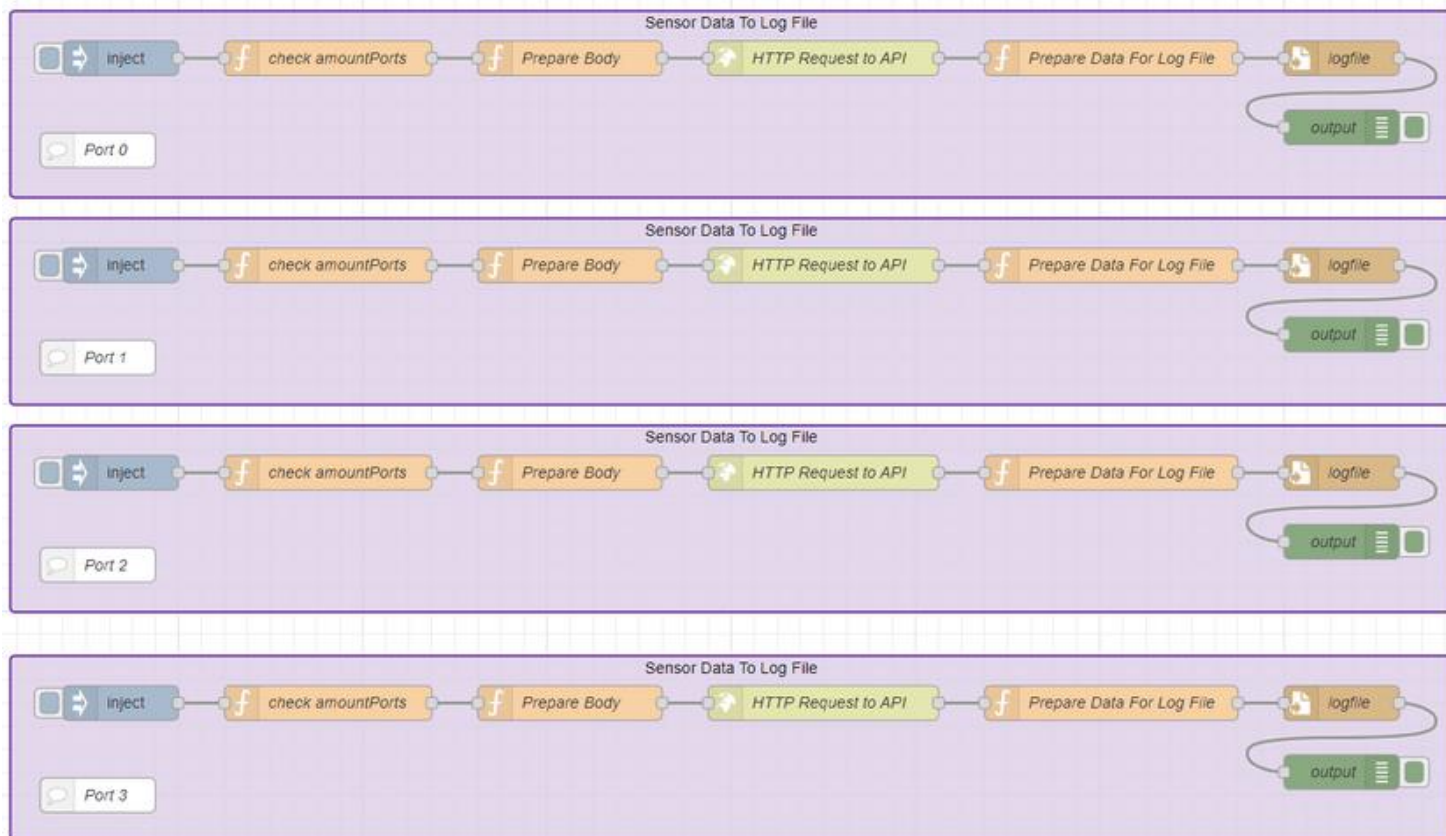 Sensor Data To Log File
inject check amountPorts Prepare Body HTTP Request to API Prepare Data For Log File logfile
output
Port 0
Sensor Data To Log File
inject check amountPorts Prepare Body HTTP Request to API Prepare Data For Log File logfile
output
Port 1
Sensor Data To Log File
inject check amountPorts Prepare Body HTTP Request to API Prepare Data For Log File logfile
output
Port 2
Sensor Data To Log File
inject check amountPorts Prepare Body HTTP Request to API Prepare Data For Log File logfile
output
Port 3